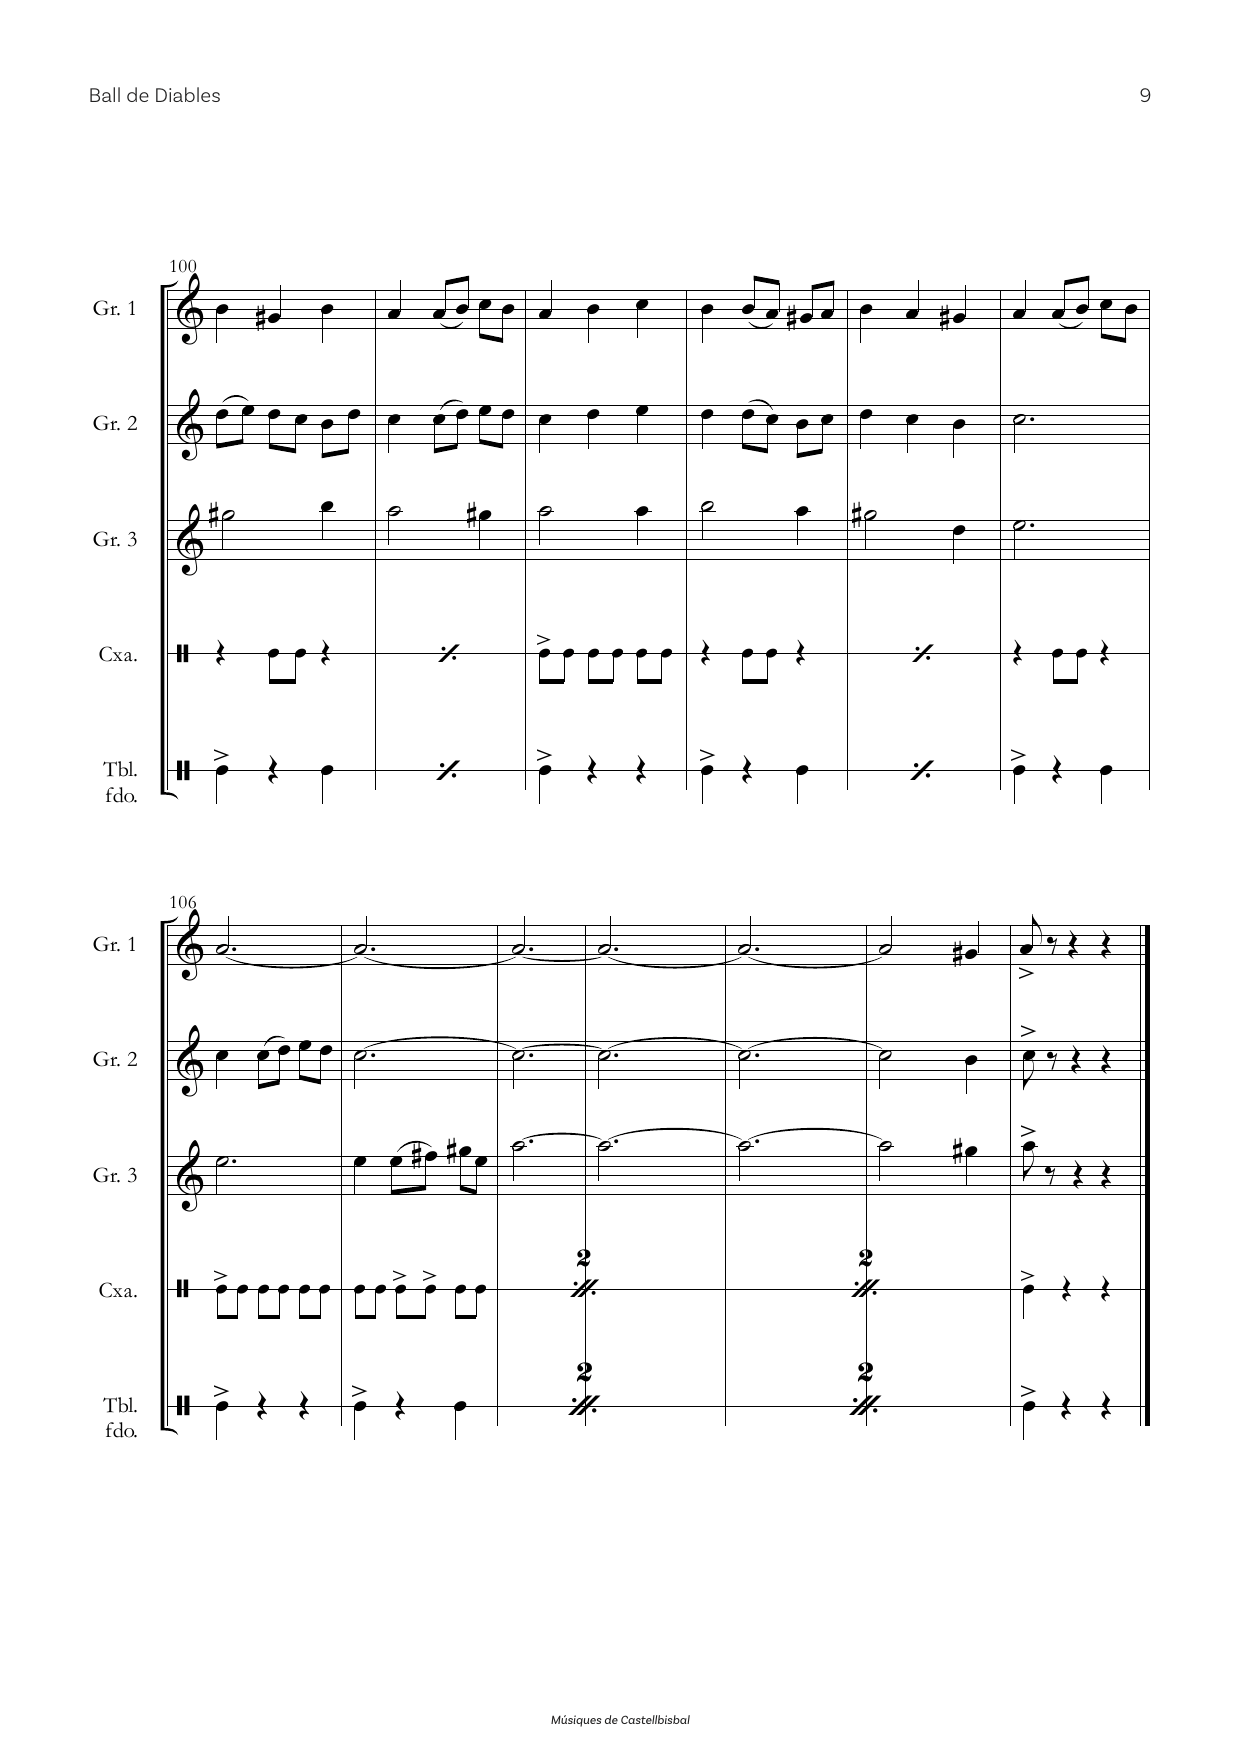 Ball de Diables 9
100
Gr. 1
Gr. 2
Gr. 3
Cxa.
Tbl.
fdo.
106
Gr. 1
Gr. 2
Gr. 3
2 2
Cxa.
2 2
Tbl.
fdo.
Músiques de Castellbisbal